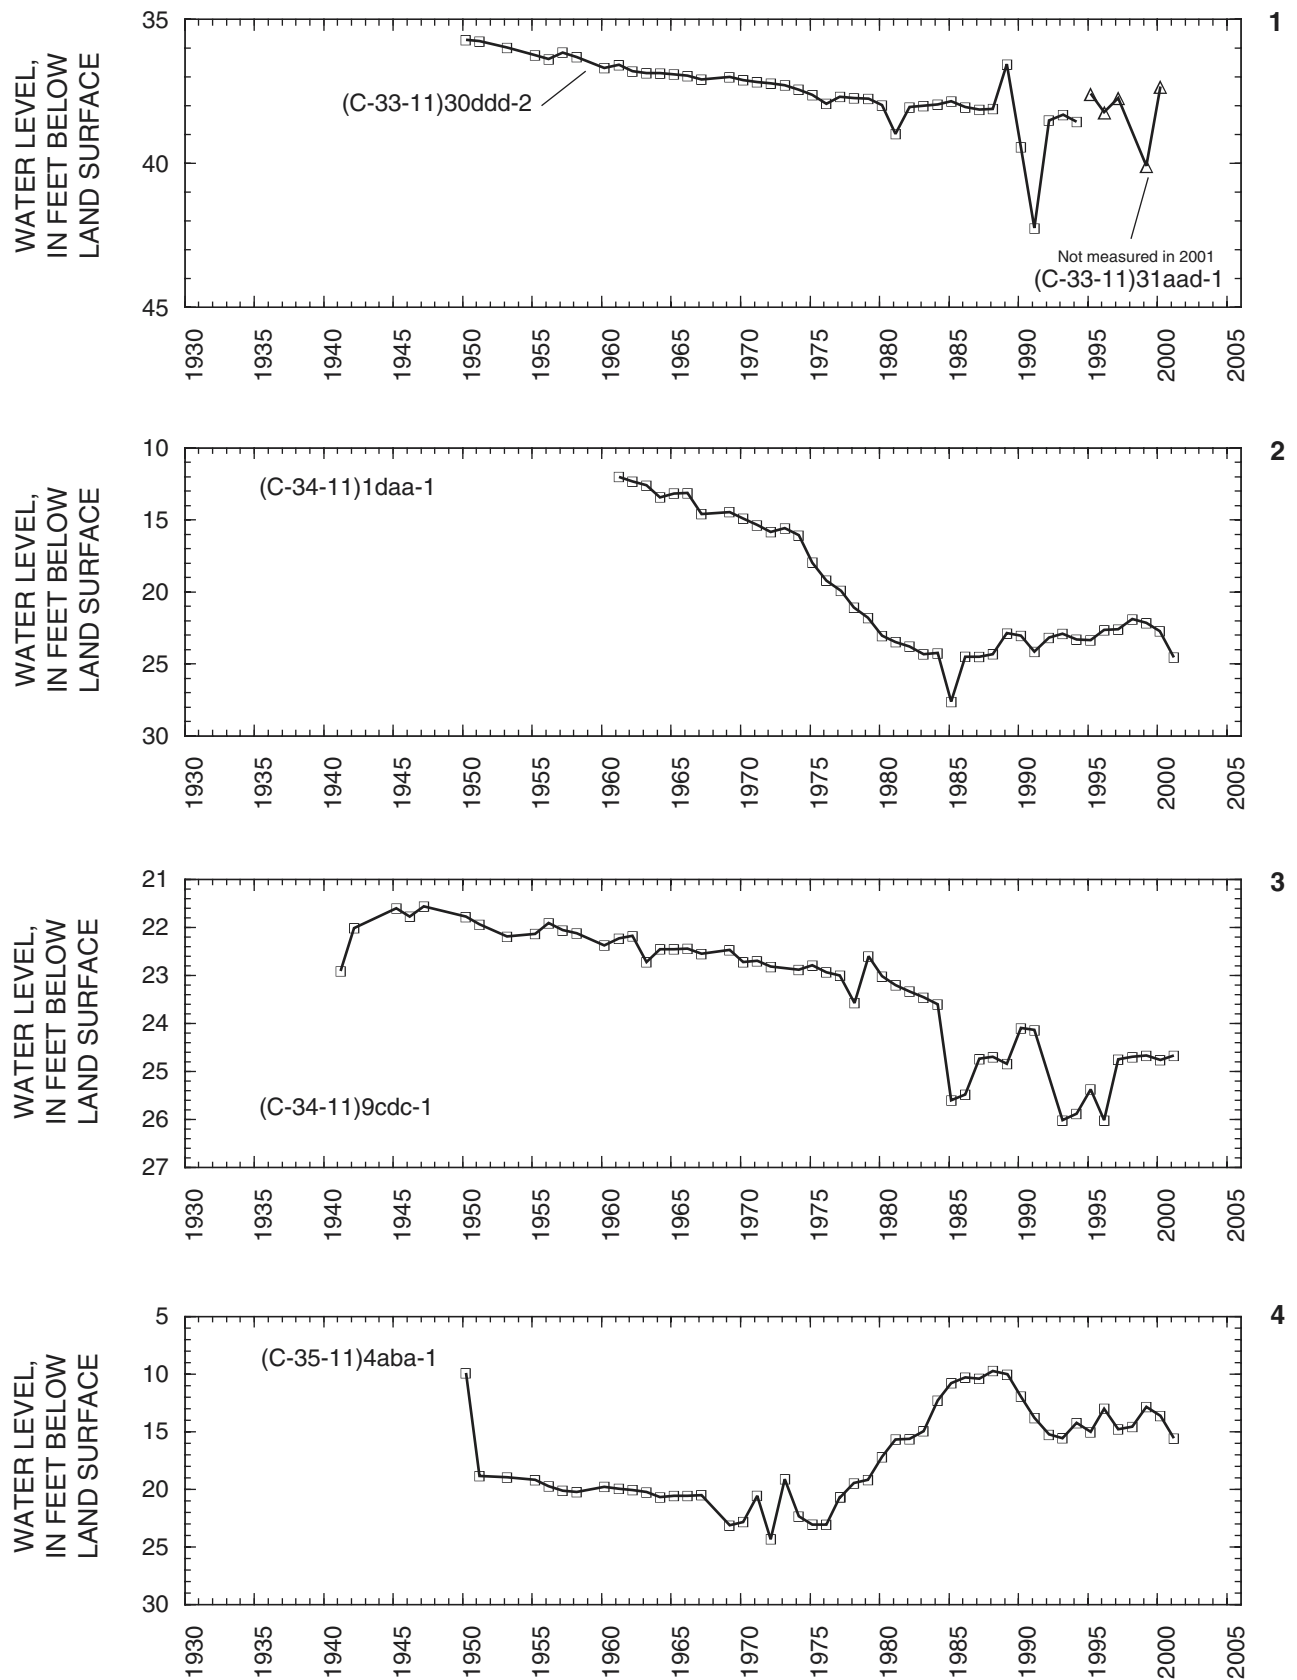 1
WATER LEVEL,
IN FEET BELOW
LAND SURFACE
35
40
45
(C-33-11)30ddd-2
Not measured in 2001
(C-33-11)31aad-1
1930 1935 1940 1945 1950 1955 1960 1965 1970 1975 1980 1985 1990 1995 2000 2005
2
WATER LEVEL,
IN FEET BELOW
LAND SURFACE
10
15
20
25
30
(C-34-11)1daa-1
1930 1935 1940 1945 1950 1955 1960 1965 1970 1975 1980 1985 1990 1995 2000 2005
3
WATER LEVEL,
IN FEET BELOW
LAND SURFACE
21
22
23
24
25
26
27
(C-34-11)9cdc-1
1930 1935 1940 1945 1950 1955 1960 1965 1970 1975 1980 1985 1990 1995 2000 2005
4
WATER LEVEL,
IN FEET BELOW
LAND SURFACE
5
10
15
20
25
30
(C-35-11)4aba-1
1930 1935 1940 1945 1950 1955 1960 1965 1970 1975 1980 1985 1990 1995 2000 2005